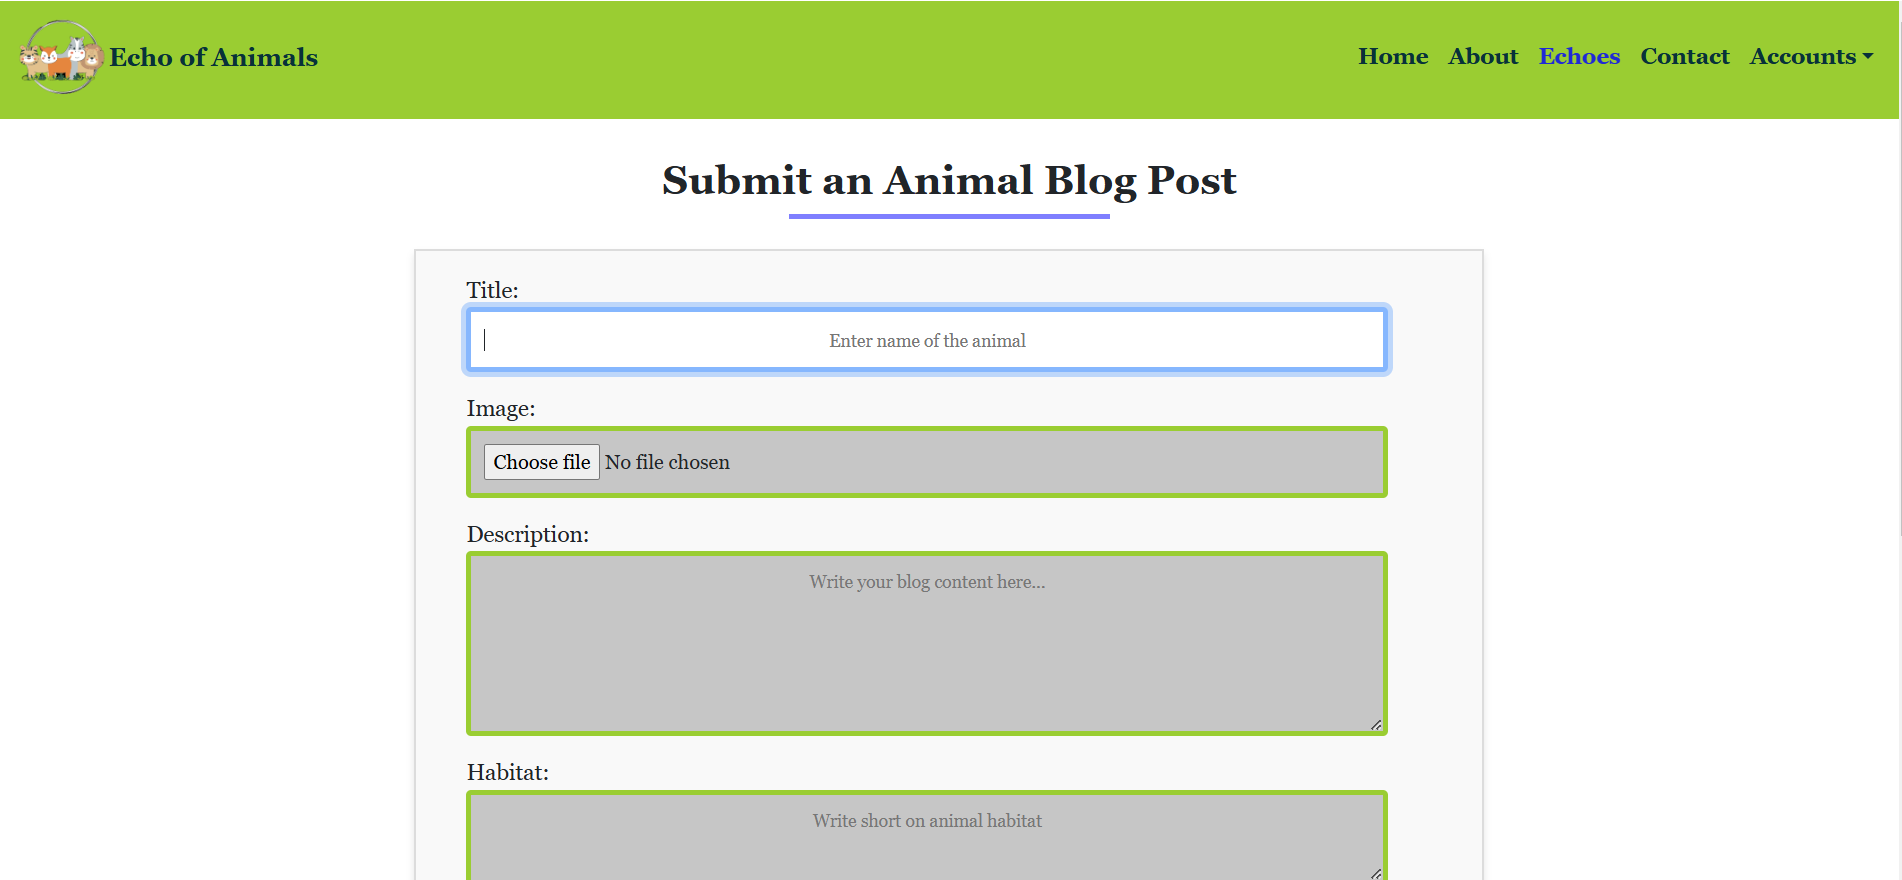 Echo of Animals
Home About Echoes Contact Accounts
Submit an Animal Blog Post
Title:
Enter name of the animal
Image:
Choose file No file chosen
Description:
Write your blog content here...
Habitat:
Write short on animal habitat